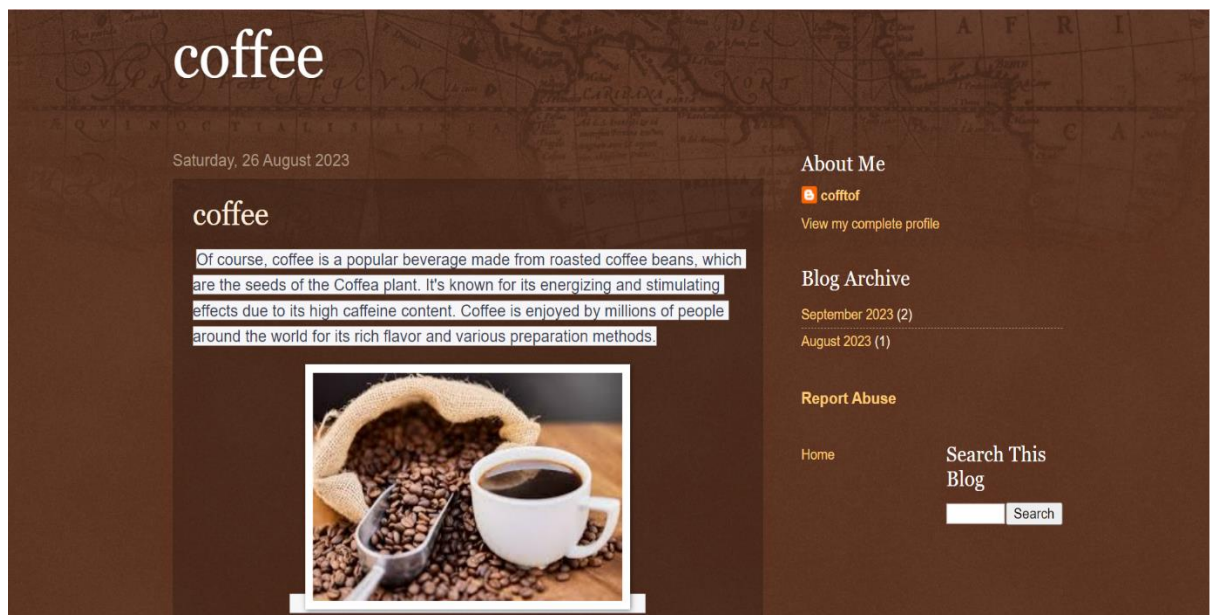 coffee
Saturday, 26 August 2023
coffee
Of course, coffee is a popular beverage made from roasted coffee beans, which
are the seeds of the Coffea plant. It's known for its energizing and stimulating
effects due to its high caffeine content. Coffee is enjoyed by millions of people
around the world for its rich flavor and various preparation methods.
About Me
cofftof
View my complete profile
Blog Archive
September 2023 (2)
August 2023 (1)
Report Abuse
Home
Search This
Blog
Search